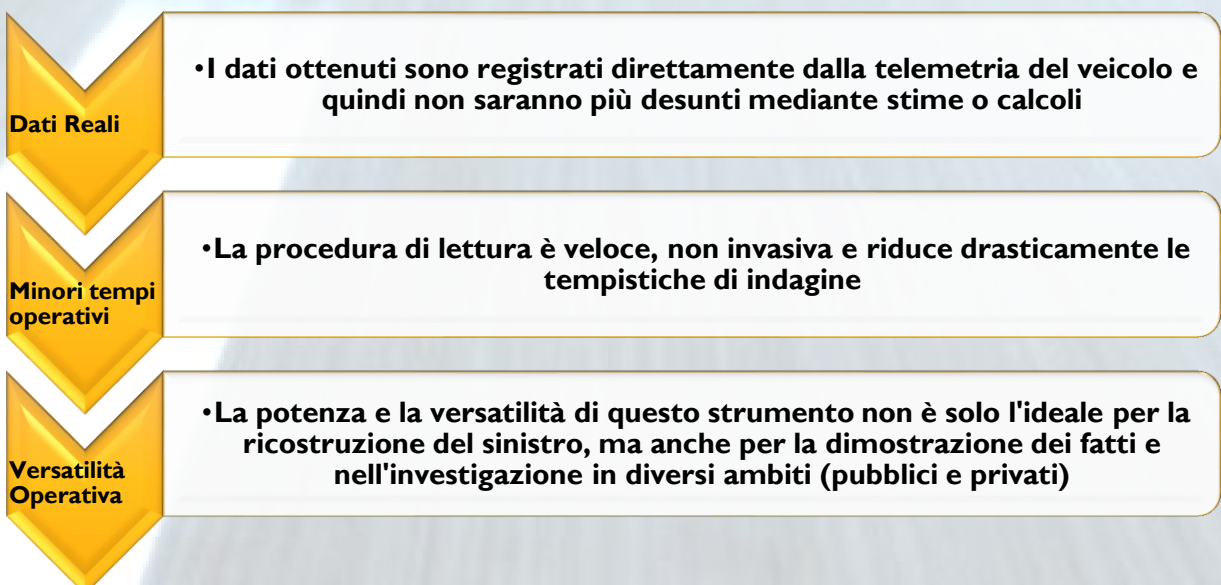 Dati Reali
•I dati ottenuti sono registrati direttamente dalla telemetria del veicolo e
quindi non saranno più desunti mediante stime o calcoli
Minori tempi
operativi
•La procedura di lettura è veloce, non invasiva e riduce drasticamente le
tempistiche di indagine
Versatilità
Operativa
•La potenza e la versatilità di questo strumento non è solo l'ideale per la
ricostruzione del sinistro, ma anche per la dimostrazione dei fatti e
nell'investigazione in diversi ambiti (pubblici e privati)